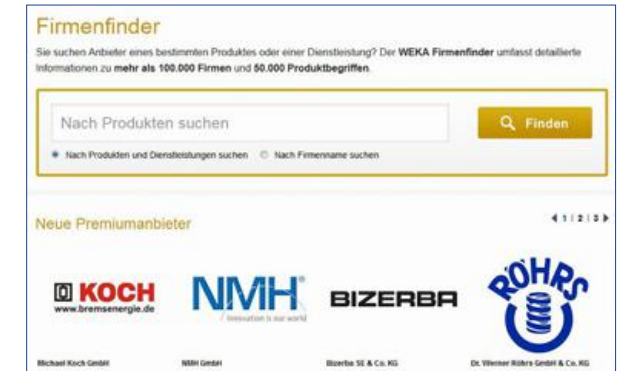 Firmenfinder
Sie suchen Anbieter eines bestimmten Produktes oder einer Dienstleistung? Der WEKA Firmenfinder umfasst detaillierte
Informationen zu mehr als 100.000 Firmen und 50.000 Produktbegriffen.
Nach Produkten suchen
Finden
Nach Produkten und Dienstleistungen suchen
Nach Firmenname suchen
Neue Premiumanbieter
1 | 2 | 3
KOCH
www.bremsenergie.de
NMH
Innovation is our world
BIZERBA
RÖHRS
Michael Koch GmbH
NMH GmbH
Bizerba SE & Co. KG
Dr. Werner Röhrs GmbH & Co. KG